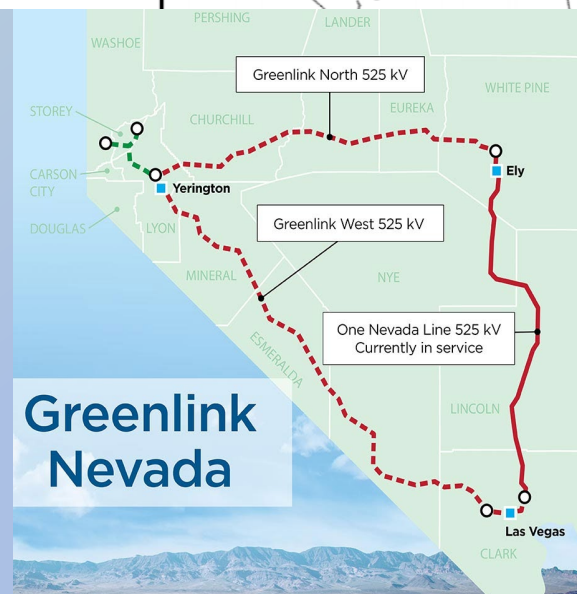 PERSHING
LANDER
WASHOE
Greenlink North 525 kV
WHITE PINE
STOREY
EUREKA
CHURCHILL
Ely
CARSON
CITY
Yerington
DOUGLAS
LYON
Greenlink West 525 kV
MINERAL
NYE
One Nevada Line 525 kV
Currently in service
ESMERALDA
Greenlink
Nevada
LINCOLN
Las Vegas
CLARK